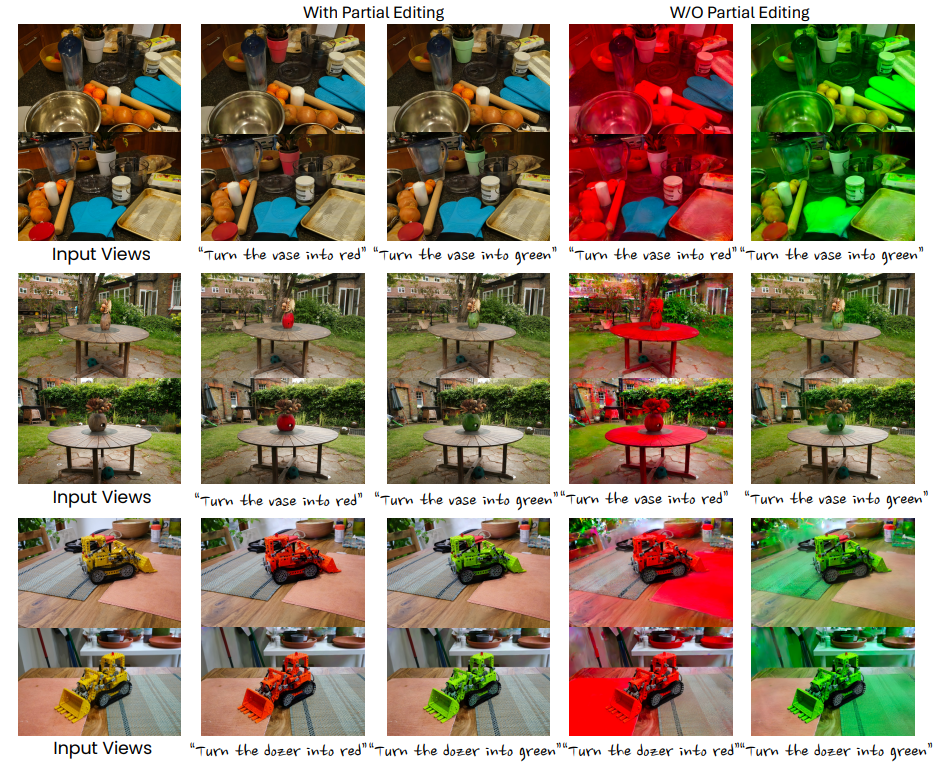 With Partial Editing W/O Partial Editing
Input Views “Turn the vase into red” “Turn the vase into green” “Turn the vase into red” “Turn the vase into green”
Input Views “Turn the vase into red” “Turn the vase into green” “Turn the vase into red” “Turn the vase into green”
Input Views “Turn the dozer into red” “Turn the dozer into green” “Turn the dozer into red” “Turn the dozer into green”